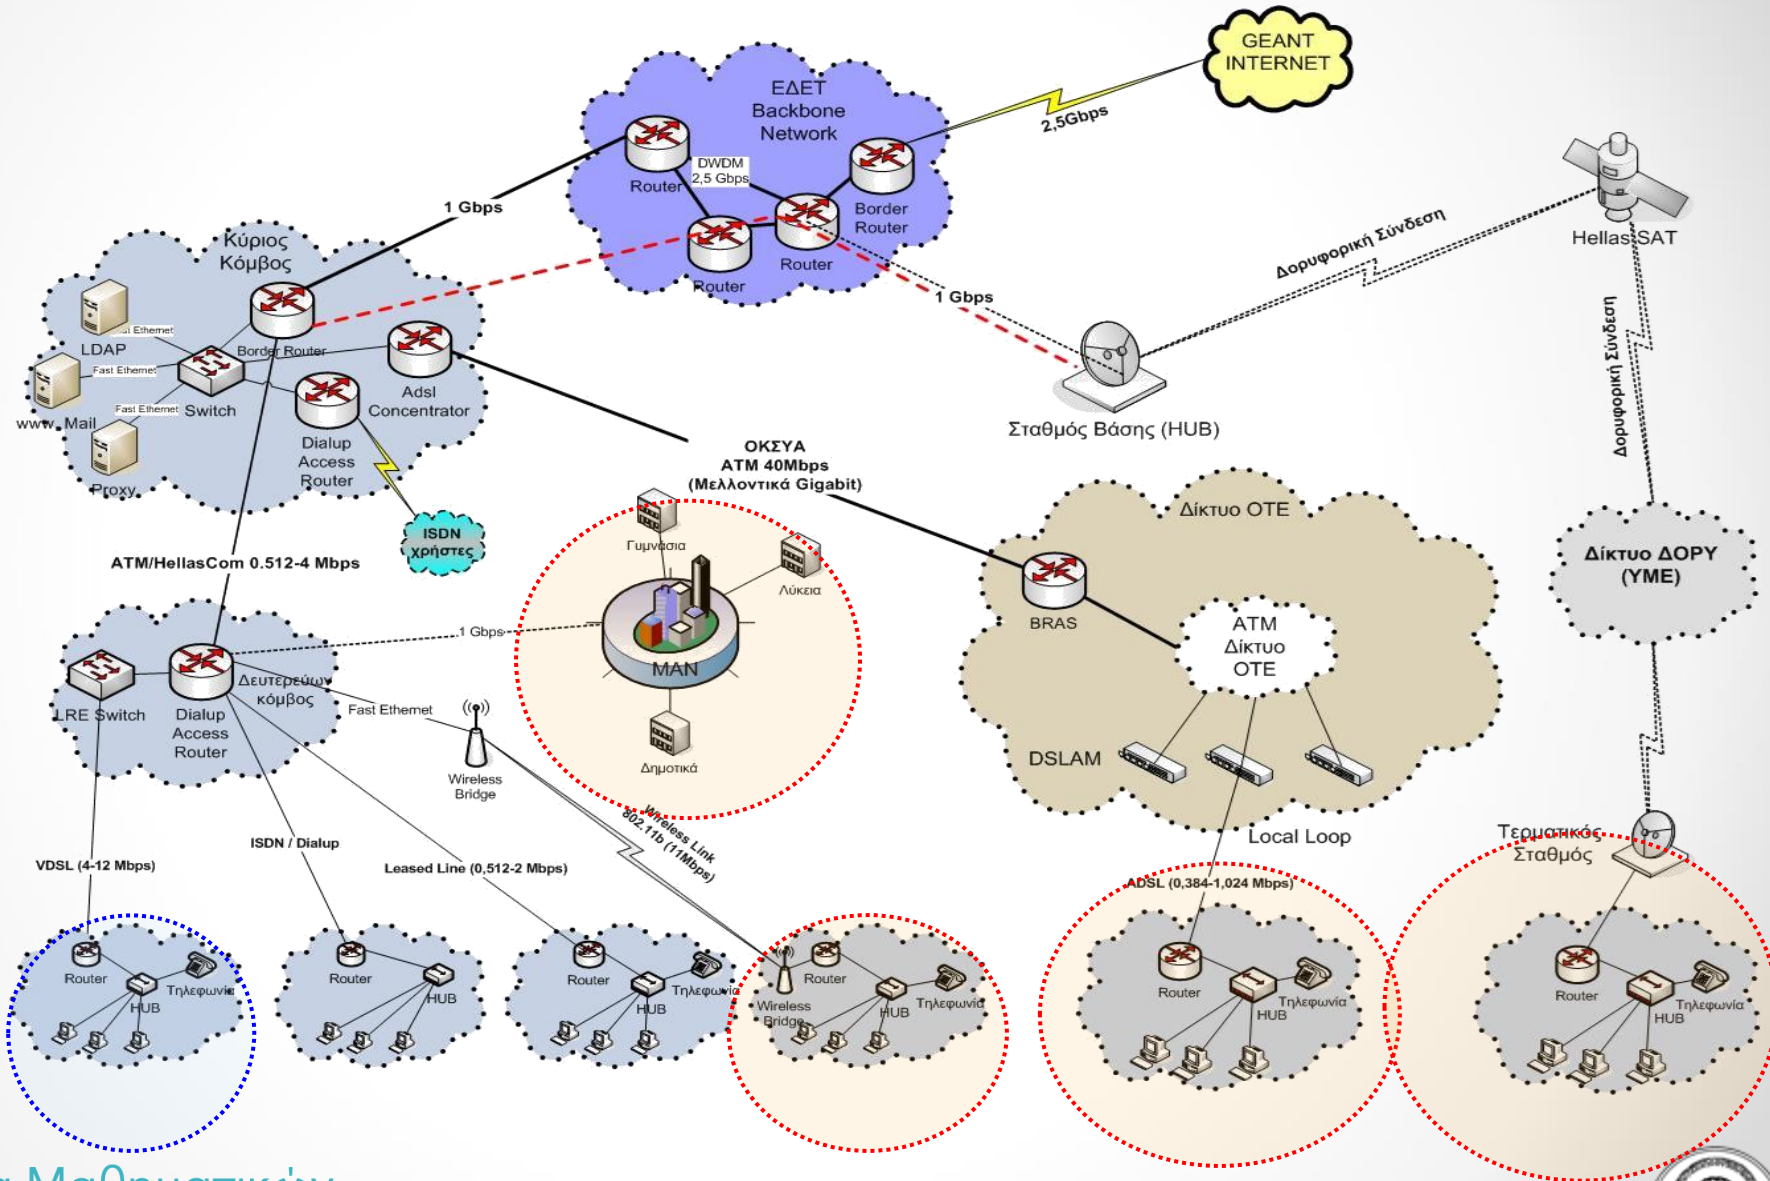 GEANT
INTERNET
ΕΔΕΤ
Backbone
Network
2,5Gbps
DWDM
2,5 Gbps
Router
Border
Router
Router
Router
1 Gbps
Hellas SAT
Δορυφορική Σύνδεση
Δορυφορική Σύνδεση
Κύριος
Κόμβος
1 Gbps
Fast Ethernet
LDAP
Border Router
Fast Ethernet
Adsl
Concentrator
Fast Ethernet
Switch
www, Mail
Dialup
Access
Router
Proxy
Σταθμός Βάσης (HUB)
ΟΚΣΥΑ
ATM 40Mbps
(Μελλοντικά Gigabit)
Δίκτυο ΟΤΕ
ISDN
χρήστες
Γυμνάσια
Λύκεια
ATM/HellasCom 0.512-4 Mbps
Δίκτυο ΔΟΡΥ
(ΥΜΕ)
BRAS
ATM
Δίκτυο
ΟΤΕ
1 Gbps
MAN
Δευτερεύων
κόμβος
LRE Switch
Dialup
Access
Router
Fast Ethernet
Wireless
Bridge
Δημοτικά
DSLAM
Wireless Link
802.11b (11Mbps)
Local Loop
Τερματικός
Σταθμός
VDSL (4-12 Mbps)
ISDN / Dialup
Leased Line (0,512-2 Mbps)
ADSL (0,384-1,024 Mbps)
Router
Τηλεφωνία
HUB
Router
HUB
Router
Τηλεφωνία
HUB
Wireless
Bridge
Router
Τηλεφωνία
HUB
Router
Τηλεφωνία
HUB
Router
Τηλεφωνία
HUB
Μαθηματικών